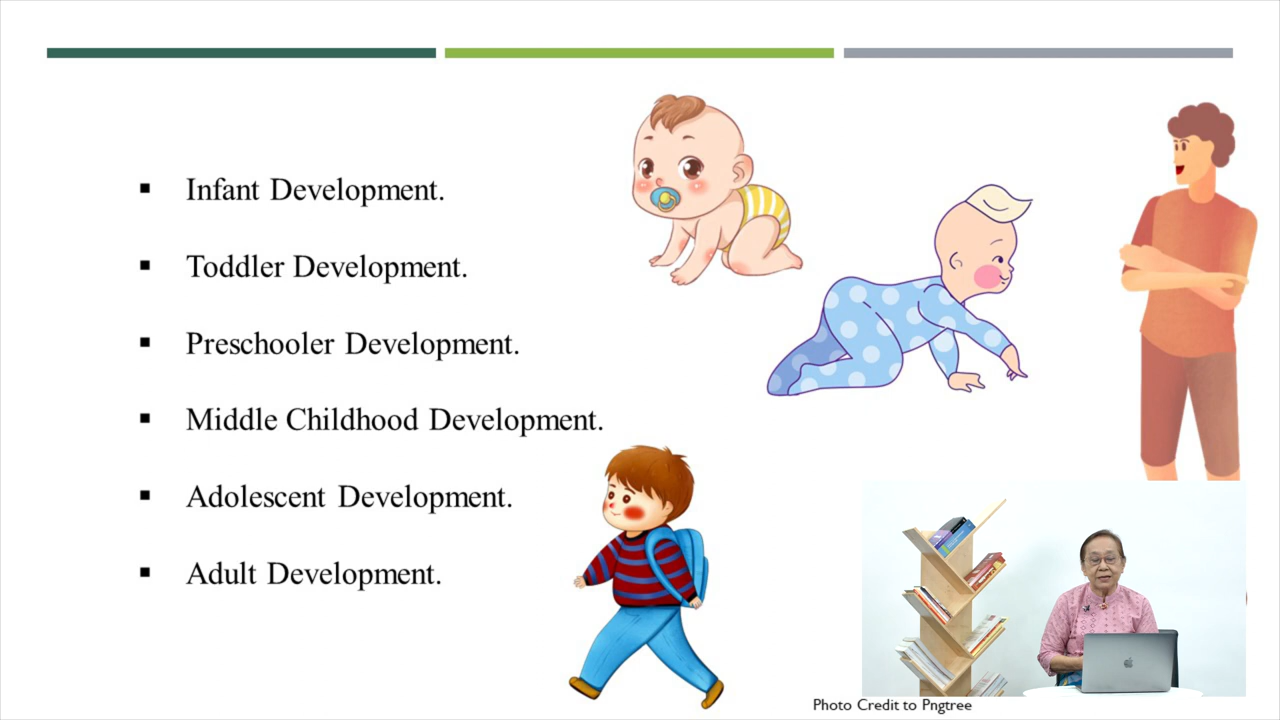 ▪ Infant Development.
▪ Toddler Development.
▪ Preschooler Development.
▪ Middle Childhood Development.
▪ Adolescent Development.
▪ Adult Development.
Photo Credit to Pngtree